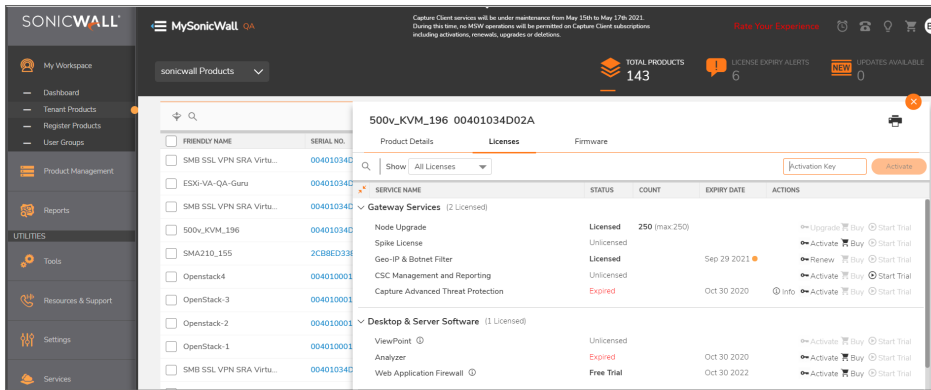 SONICWALL
MySonicWall QA
Capture Client services will be under maintenance from May 15th to May 17th 2021.
During this time, no MSW operations will be permitted on Capture Client subscriptions
including activations, renewals, upgrades or deletions.
Rate Your Experience
sonicwall Products
TOTAL PRODUCTS
143
LICENSE EXPIRY ALERTS
6
NEW
UPDATES AVAILABLE
0
My Workspace
Dashboard
Tenant Products
Register Products
User Groups
Product Management
Reports
UTILITIES
Tools
Resources & Support
Settings
Services
FRIENDLY NAME SERIAL NO.
SMB SSL VPN SRA Virtu... 00401034D
ESXi-VA-QA-Guru 00401034D
SMB SSL VPN SRA Virtu... 00401034D
500v_KVM_196 00401034D
SMA210_155 2CB8ED338
Openstack4 004010001
OpenStack-3 004010001
Openstack-2 004010001
OpenStack-1 004010001
SMB SSL VPN SRA Virtu... 00401034D
500v_KVM_196 00401034D02A
Product Details Licenses Firmware
Show All Licenses
Activation Key Activate
SERVICE NAME STATUS COUNT EXPIRY DATE ACTIONS
Gateway Services (2 Licensed)
Node Upgrade Licensed 250 (max:250) Upgrade Buy Start Trial
Spike License Unlicensed Activate Buy Start Trial
Geo-IP & Botnet Filter Licensed Sep 29 2021 Renew Buy Start Trial
CSC Management and Reporting Unlicensed Activate Buy Start Trial
Capture Advanced Threat Protection Expired Oct 30 2020 Info Activate Buy Start Trial
Desktop & Server Software (1 Licensed)
ViewPoint Unlicensed Activate Buy Start Trial
Analyzer Expired Oct 30 2020 Activate Buy Start Trial
Web Application Firewall Free Trial Oct 30 2022 Activate Buy Start Trial